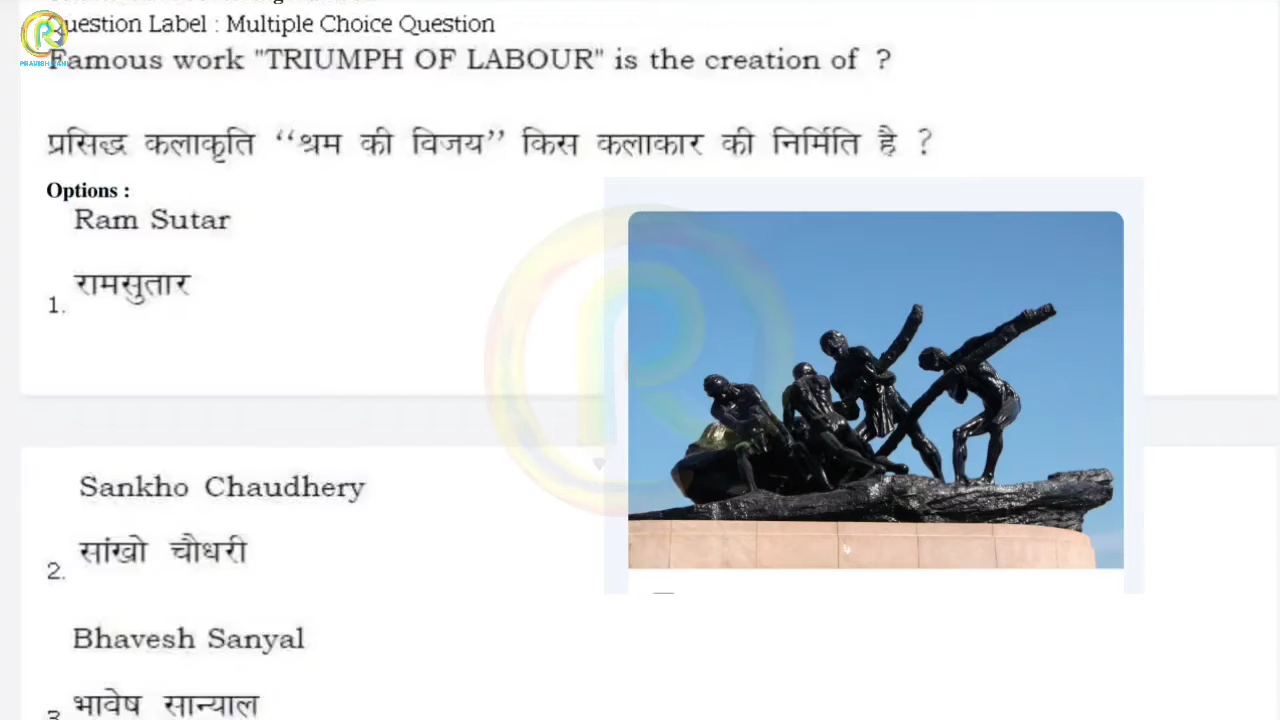 Question Label : Multiple Choice Question
Famous work "TRIUMPH OF LABOUR" is the creation of ?
प्रसिद्ध कलाकृति ‘‘श्रम की विजय’’ किस कलाकार की निर्मिति है ?
Options :
Ram Sutar
रामसुतार
1.
Sankho Chaudhery
सांखो चौधरी
2.
Bhavesh Sanyal
भावेष सान्याल
3.